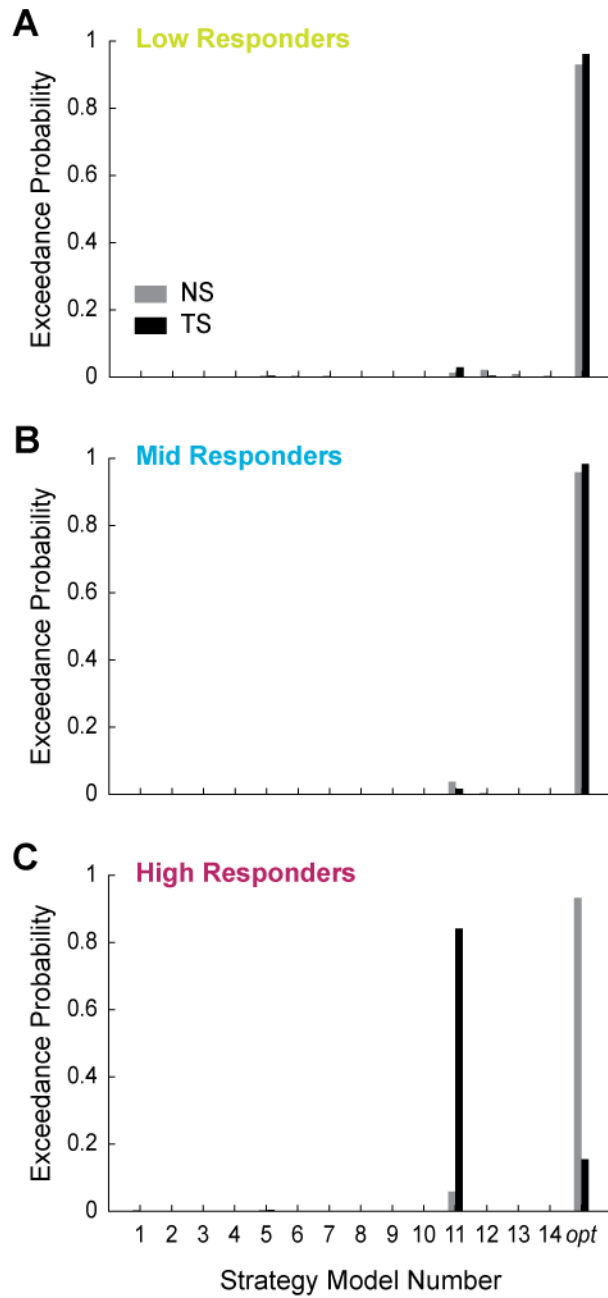 A
Low Responders
Exceedance Probability
1
0.8
0.6
0.4
0.2
0
NS
TS
B
Mid Responders
Exceedance Probability
1
0.8
0.6
0.4
0.2
0
C
High Responders
Exceedance Probability
1
0.8
0.6
0.4
0.2
0
1 2 3 4 5 6 7 8 9 10 11 12 13 14 opt
Strategy Model Number